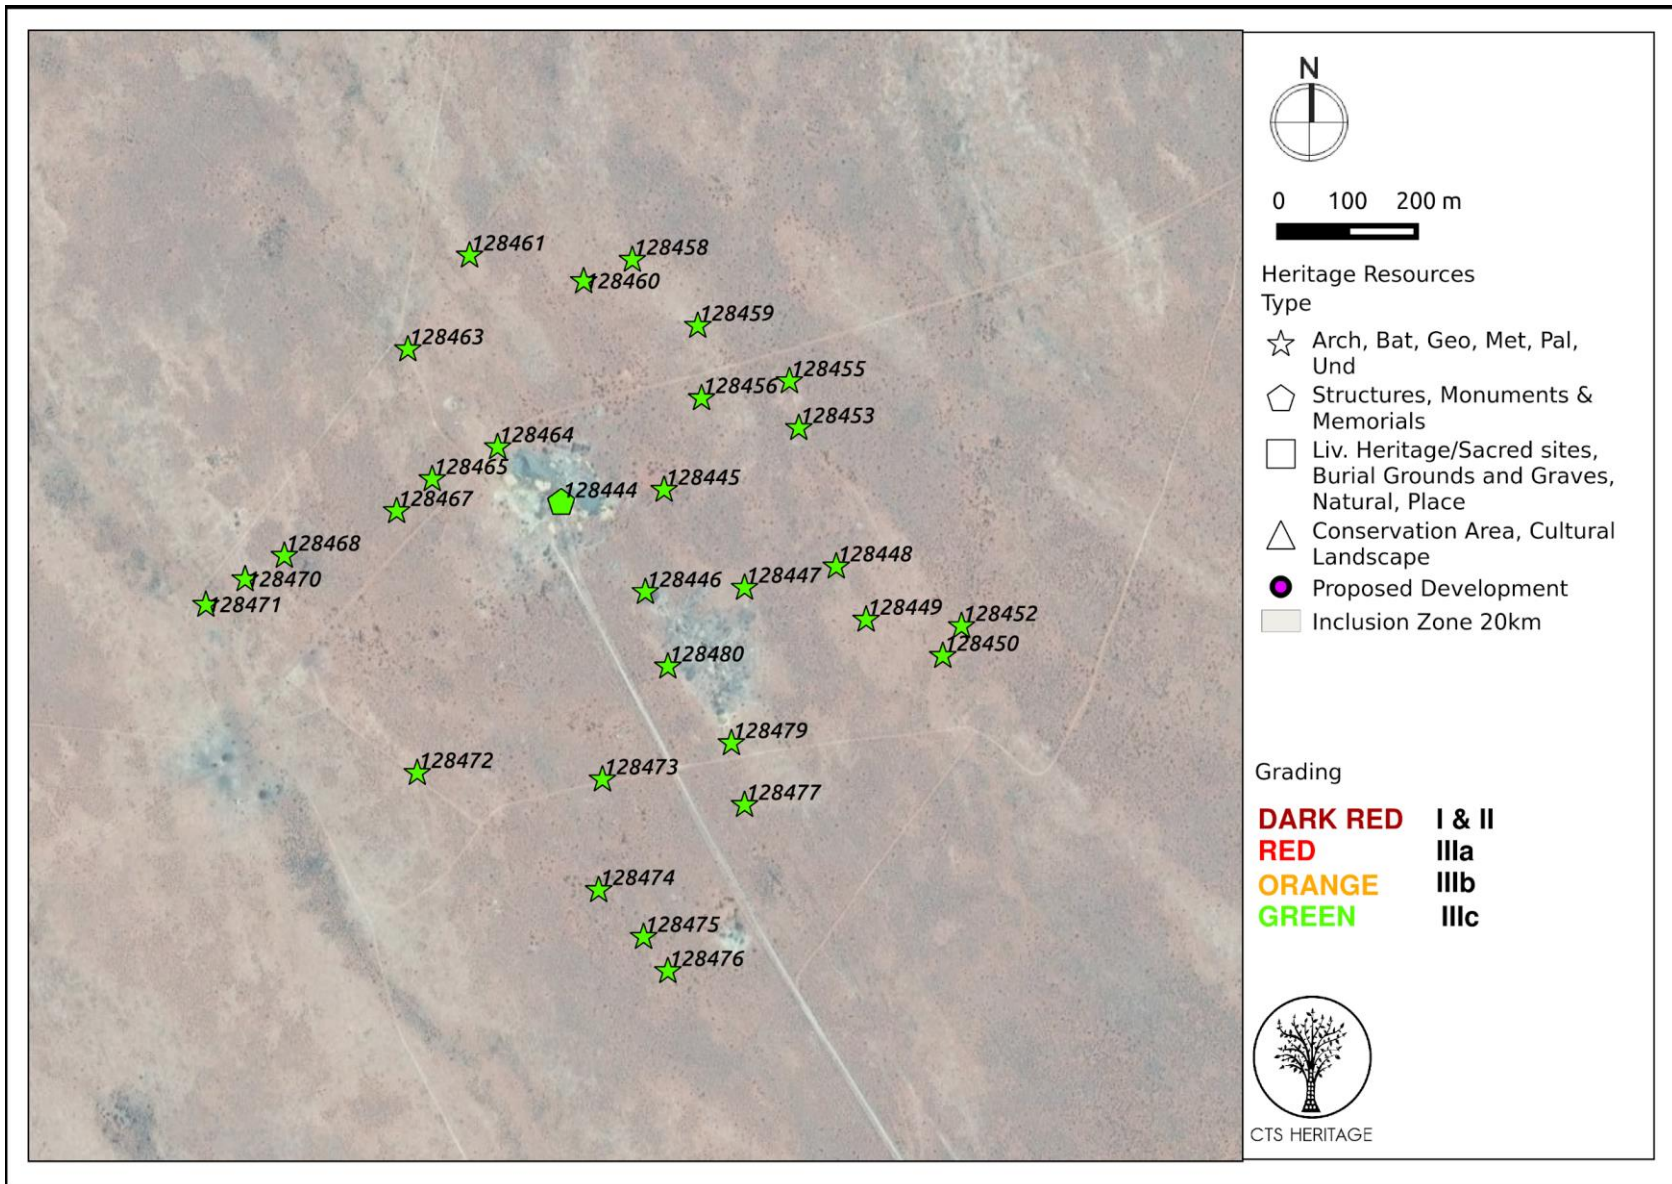 128461
128458
128460
128459
128463
128455
128456
128453
128464
128465
128445
128444
128467
128468
128448
128470
128446
128447
128471
128449
128452
128450
128480
128479
128472
128473
128477
128474
128475
128476
N
0 100 200 m
Heritage Resources
Type
Arch, Bat, Geo, Met, Pal,
Und
Structures, Monuments &
Memorials
Liv. Heritage/Sacred sites,
Burial Grounds and Graves,
Natural, Place
Conservation Area, Cultural
Landscape
Proposed Development
Inclusion Zone 20km
Grading
DARK RED I & II
RED IIIa
ORANGE IIIb
GREEN IIIc
CTS HERITAGE